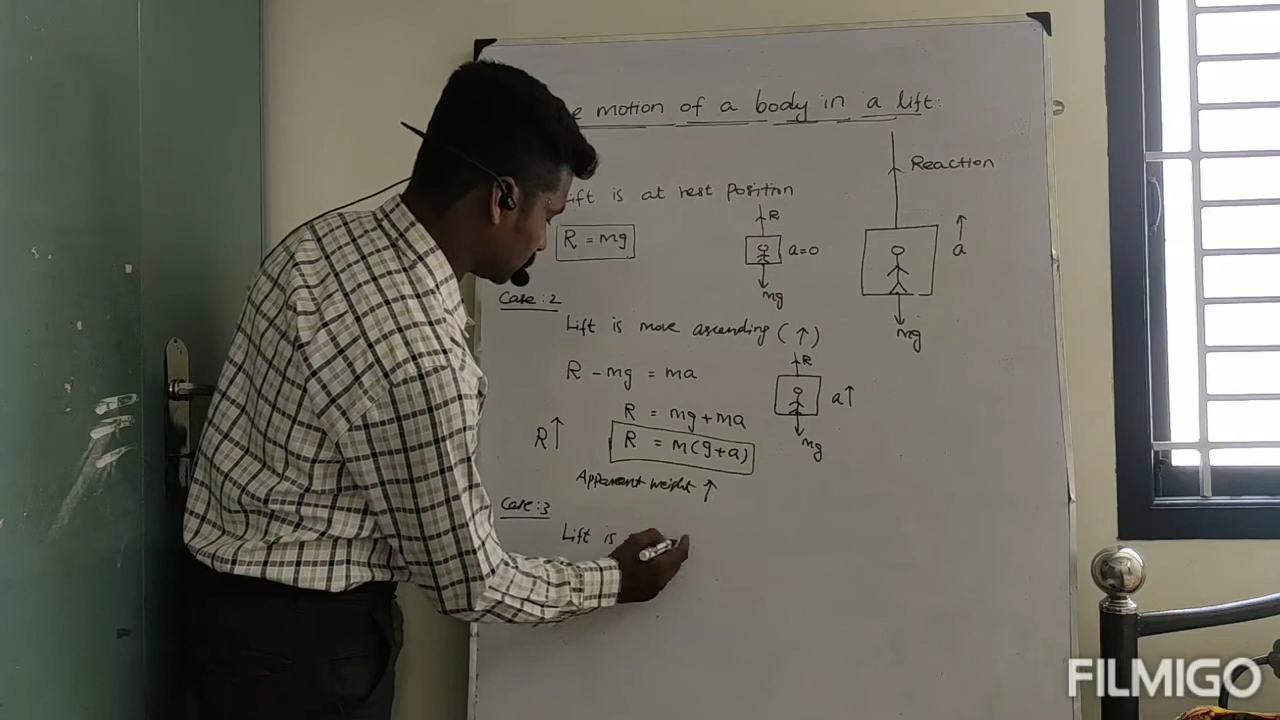 e motion of a body in a lift:
Reaction
Lift is at rest Position
R
R = mg
a=0
a
mg
mg
Case: 2
Lift is move ascending (↑)
R
R - mg = ma
a↑
R = mg+ma
R↑
R = m(g+a)
mg
Apparent weight ↑
Case: 3
Lift is
FILMIGO